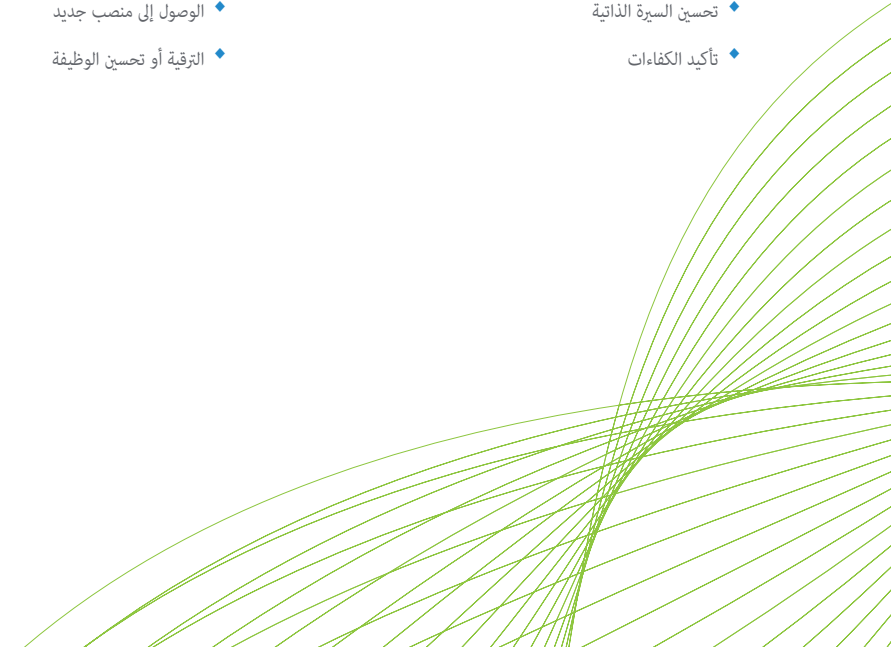 تحسين السيرة الذاتية
تأكيد الكفاءات
الوصول إلى منصب جديد
الترقية أو تحسين الوظيفة